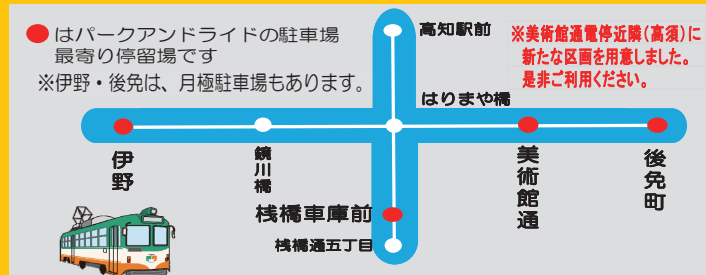 ●はパークアンドライドの駐車場
最寄り停留場です
※伊野・後免は、月極駐車場もあります。
高知駅前
※美術館通電停近隣（高須）に
新たな区画を用意しました。
是非ご利用ください。
はりまや橋
伊野
鏡川橋
美術館通
後免町
桟橋車庫前
桟橋通五丁目